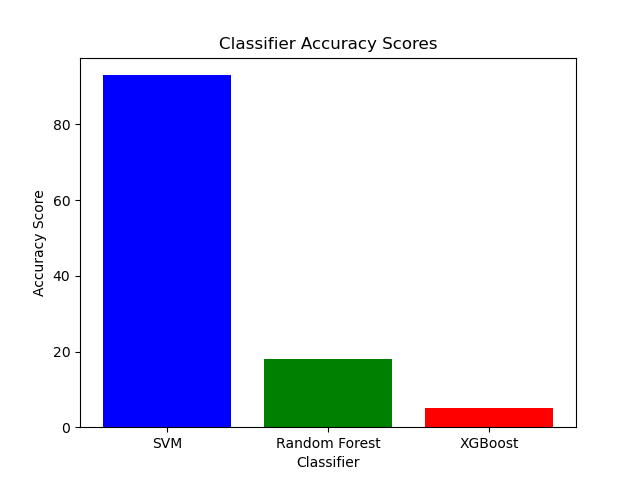 Classifier Accuracy Scores
Accuracy Score
80
60
40
20
0
SVM
Random Forest
XGBoost
Classifier